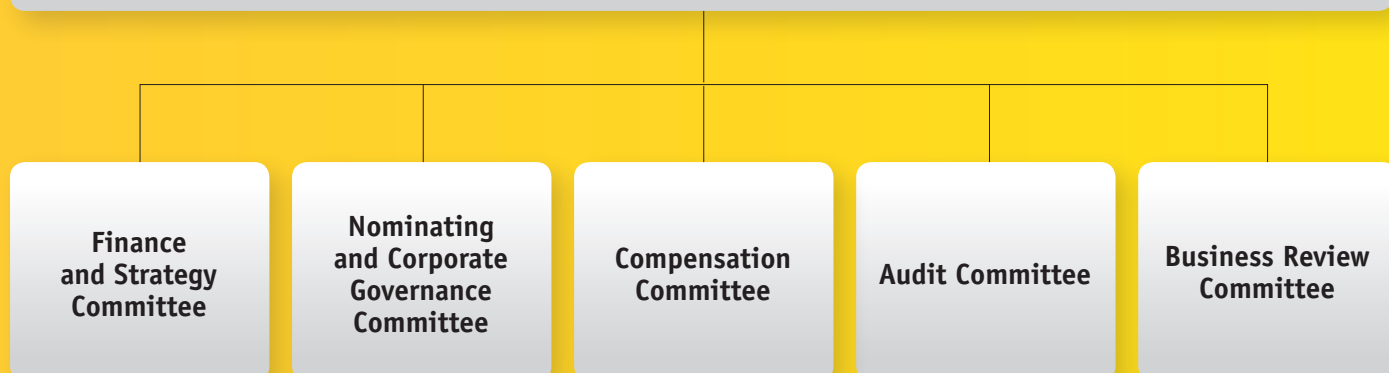 Finance
and Strategy
Committee
Nominating
and Corporate
Governance
Committee
Compensation
Committee
Audit Committee
Business Review
Committee